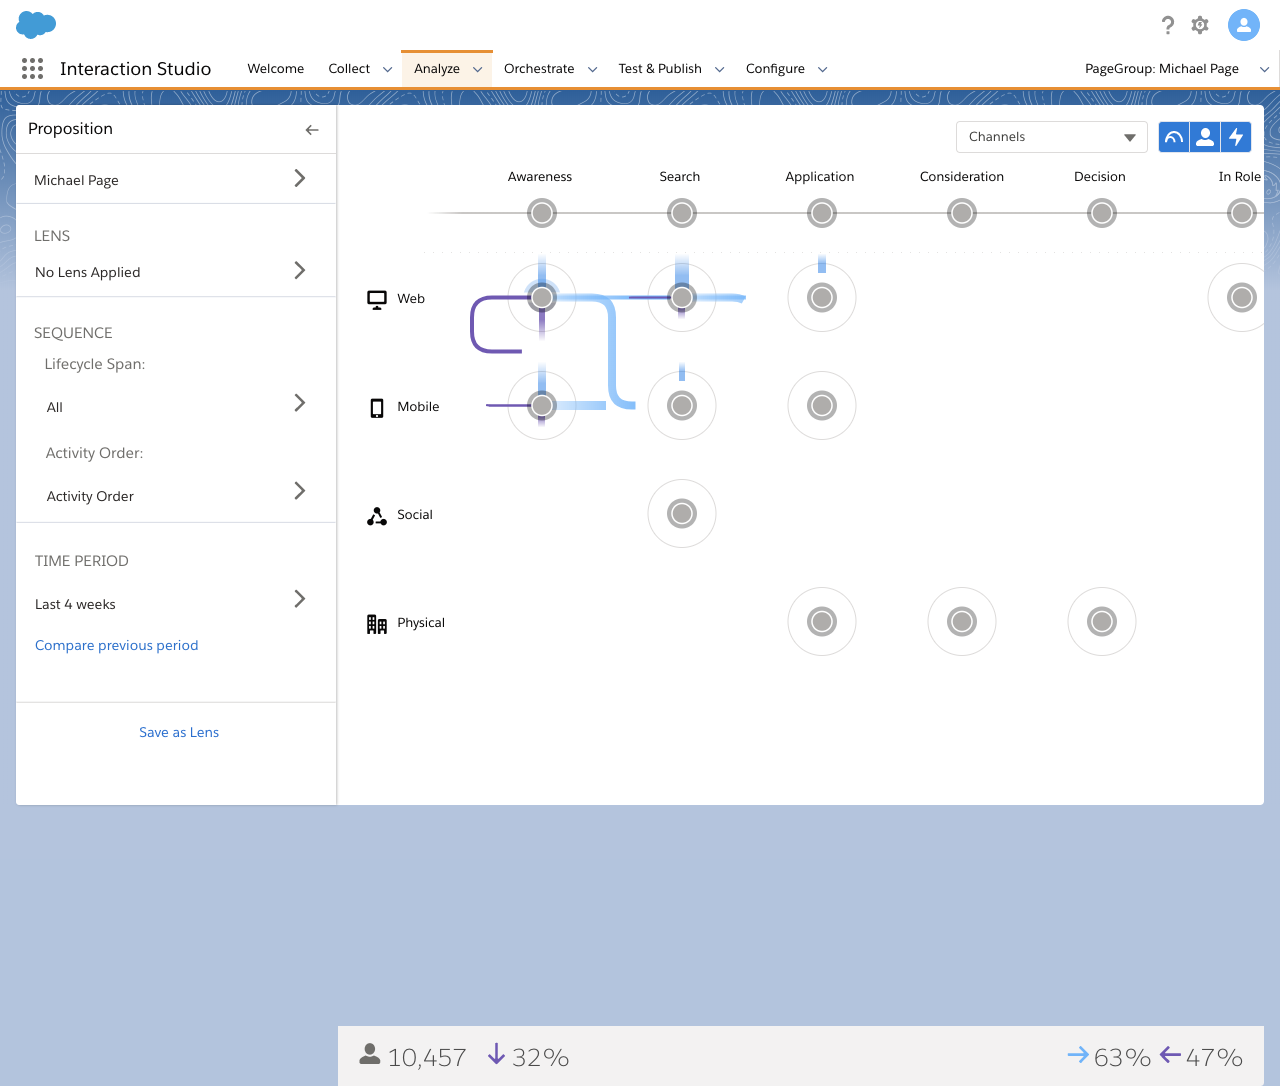 ?
Interaction Studio
Welcome
Collect
Analyze
Orchestrate
Test & Publish
Configure
PageGroup: Michael Page
Proposition
Michael Page
LENS
No Lens Applied
SEQUENCE
Lifecycle Span:
All
Activity Order:
Activity Order
TIME PERIOD
Last 4 weeks
Compare previous period
Save as Lens
Channels
Awareness
Search
Application
Consideration
Decision
In Role
Web
Mobile
Social
Physical
10,457
32%
63%
47%